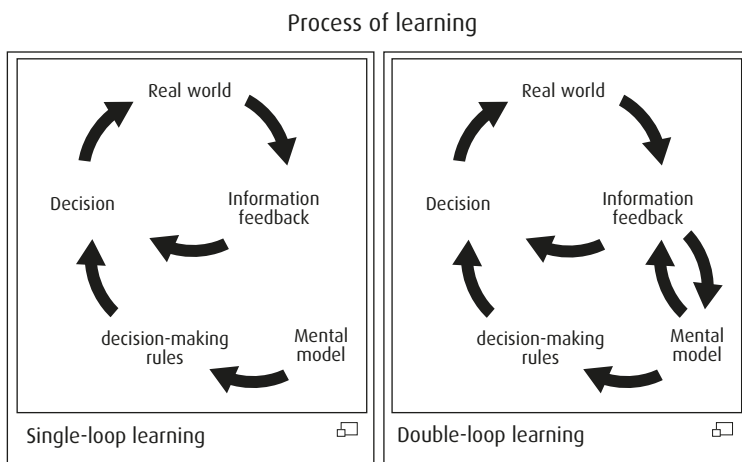 Process of learning
Real world
Decision
Information
feedback
decision-making
rules
Mental
model
Single-loop learning
Real world
Decision
Information
feedback
decision-making
rules
Mental
model
Double-loop learning